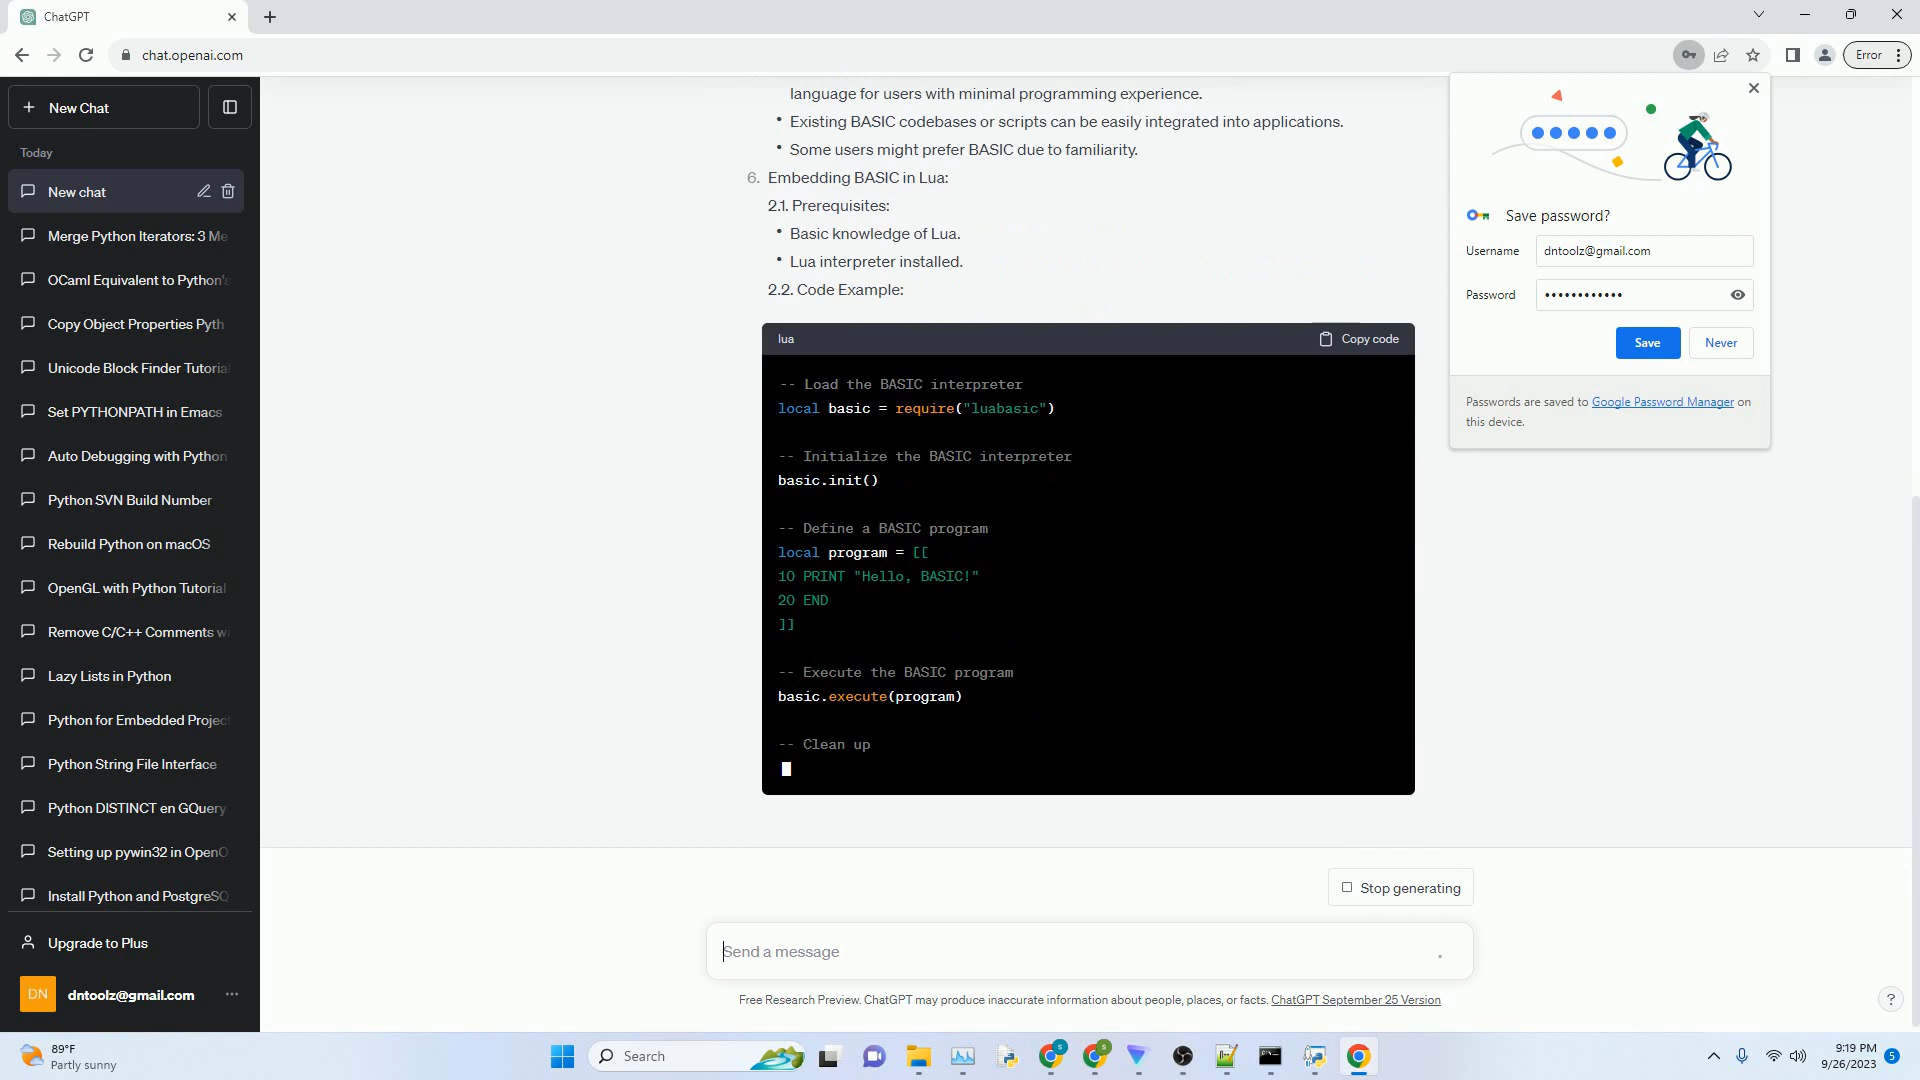 ChatGPT
chat.openai.com
Error
New Chat
Today
New chat
Merge Python Iterators: 3 Me
OCaml Equivalent to Python's
Copy Object Properties Pyth
Unicode Block Finder Tutoria
Set PYTHONPATH in Emacs
Auto Debugging with Python
Python SVN Build Number
Rebuild Python on macOS
OpenGL with Python Tutorial
Remove C/C++ Comments w
Lazy Lists in Python
Python for Embedded Project
Python String File Interface
Python DISTINCT en GQuery
Setting up pywin32 in OpenO
Install Python and PostgreSQ
Upgrade to Plus
DN
dntoolz@gmail.com
language for users with minimal programming experience.
• Existing BASIC codebases or scripts can be easily integrated into applications.
• Some users might prefer BASIC due to familiarity.
6. Embedding BASIC in Lua:
2.1. Prerequisites:
• Basic knowledge of Lua.
• Lua interpreter installed.
2.2. Code Example:
lua
Copy code
-- Load the BASIC interpreter
local basic = require("luabasic")
-- Initialize the BASIC interpreter
basic.init()
-- Define a BASIC program
local program = [[
10 PRINT "Hello, BASIC!"
20 END
]]
-- Execute the BASIC program
basic.execute(program)
-- Clean up
Stop generating
Send a message
Free Research Preview. ChatGPT may produce inaccurate information about people, places, or facts. ChatGPT September 25 Version
?
Save password?
Username dntoolz@gmail.com
Password ••••••••••••
Save
Never
Passwords are saved to Google Password Manager on
this device.
89°F
Partly sunny
Search
S
S
9:19 PM
9/26/2023
5